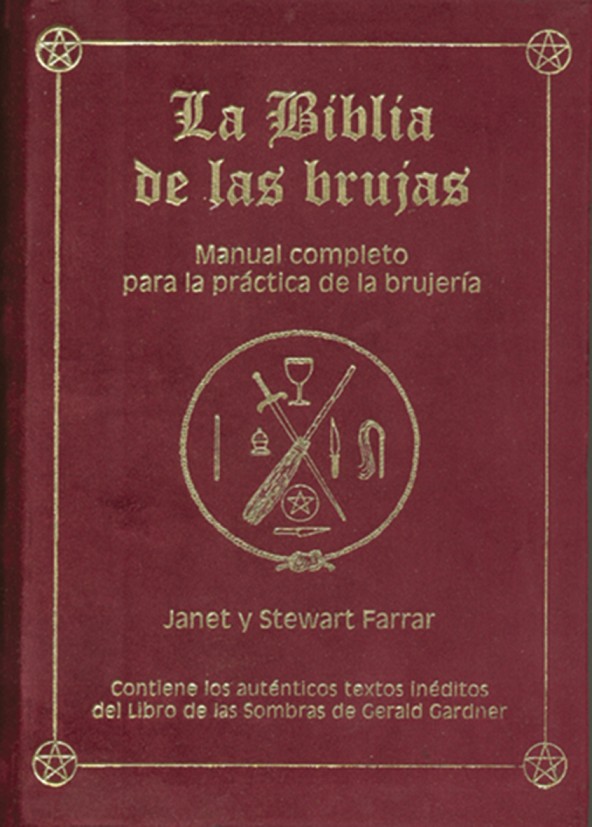 La Biblia
de las brujas
Manual completo
para la práctica de la brujería
Janet y Stewart Farrar
Contiene los auténticos textos inéditos
del Libro de las Sombras de Gerald Gardner